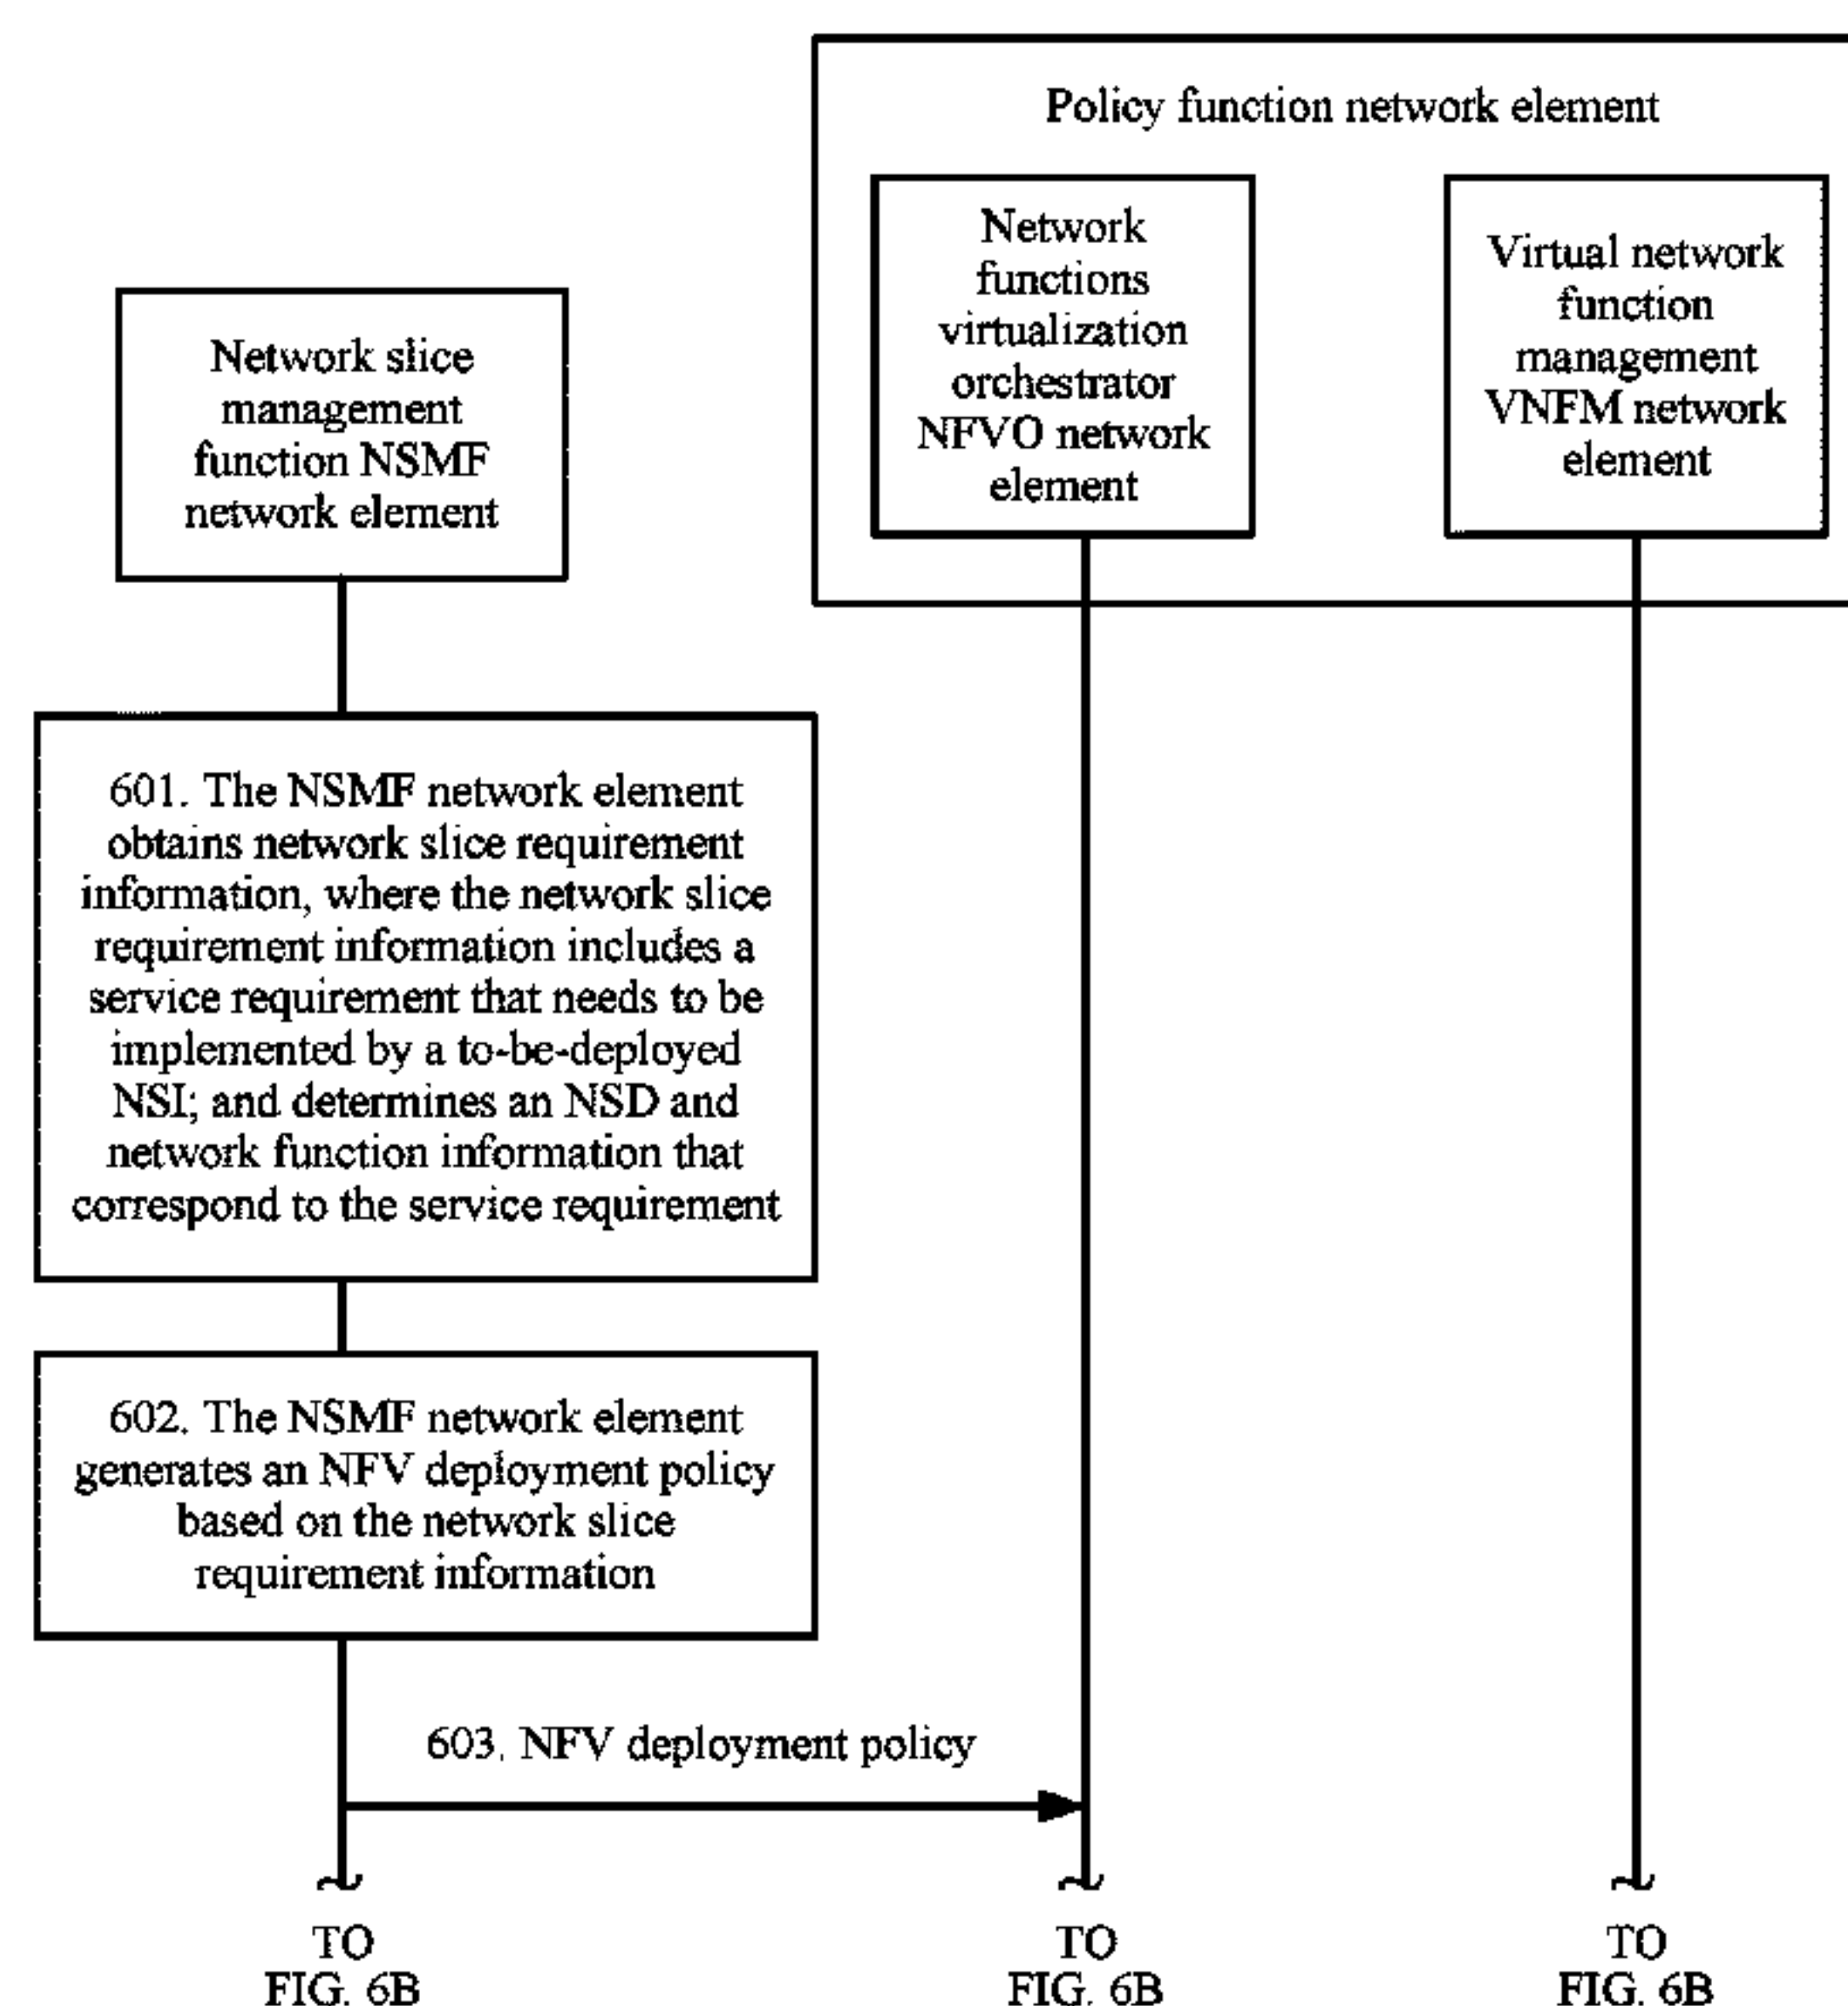 Policy function network element
Network
functions
virtualization
orchestrator
NFVO network
element
Virtual network
function
management
VNFM network
element
Network slice
management
function NSMF
network element
601. The NSMF network element
obtains network slice requirement
information, where the network slice
requirement information includes a
service requirement that needs to be
implemented by a to-be-deployed
NSI; and determines an NSD and
network function information that
correspond to the service requirement
602. The NSMF network element
generates an NFV deployment policy
based on the network slice
requirement information
603. NFV deployment policy
TO
FIG. 6B
TO
FIG. 6B
TO
FIG. 6B